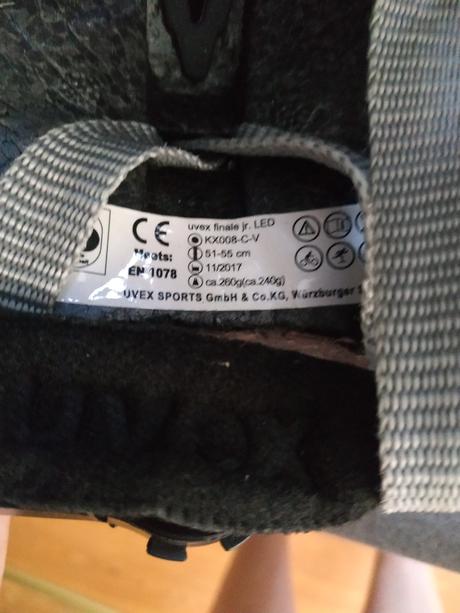 CE
Meets:
EN 1078
uvex finale jr. LED
KX008-C-V
51-55 cm
11/2017
ca.260g(ca.240g)
UVEX SPORTS GmbH & Co.KG, Würzburger
uvex